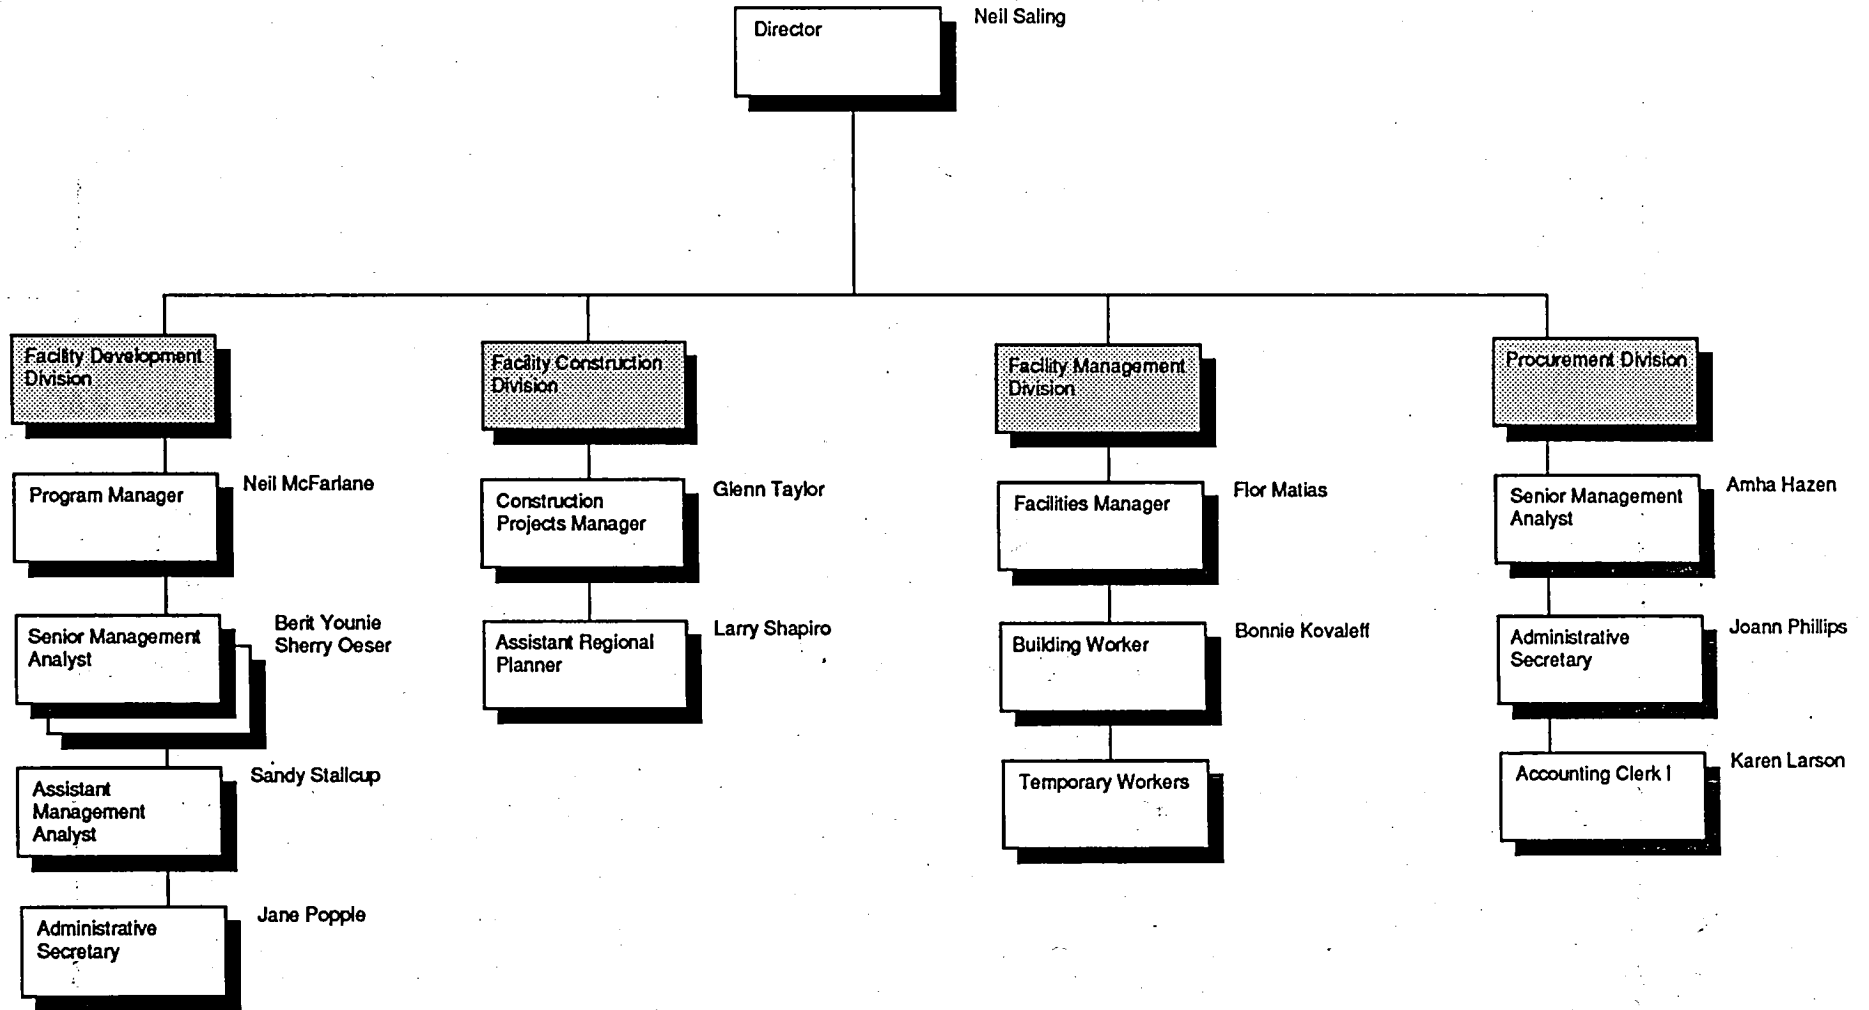 Director
Neil Saling
Facility Development
Division
Program Manager
Neil McFarlane
Senior Management
Analyst
Berit Younie
Sherry Oeser
Assistant
Management
Analyst
Sandy Stallcup
Administrative
Secretary
Jane Popple
Facility Construction
Division
Construction
Projects Manager
Glenn Taylor
Assistant Regional
Planner
Larry Shapiro
Facility Management
Division
Facilities Manager
Flor Matias
Building Worker
Bonnie Kovaleff
Temporary Workers
Procurement Division
Senior Management
Analyst
Amha Hazen
Administrative
Secretary
Joann Phillips
Accounting Clerk I
Karen Larson